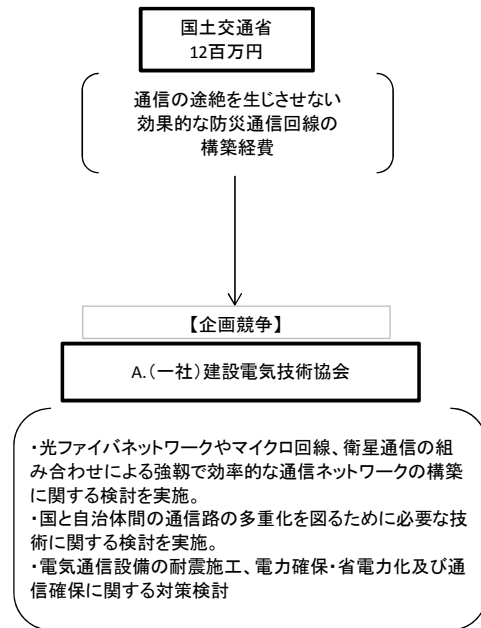 国土交通省
12百万円
通信の途絶を生じさせない
効果的な防災通信回線の
構築経費
【企画競争】
A.(一社)建設電気技術協会
・光ファイバネットワークやマイクロ回線、衛星通信の組
み合わせによる強靭で効率的な通信ネットワークの構築
に関する検討を実施。
・国と自治体間の通信路の多重化を図るために必要な技
術に関する検討を実施。
・電気通信設備の耐震施工、電力確保・省電力化及び通
信確保に関する対策検討